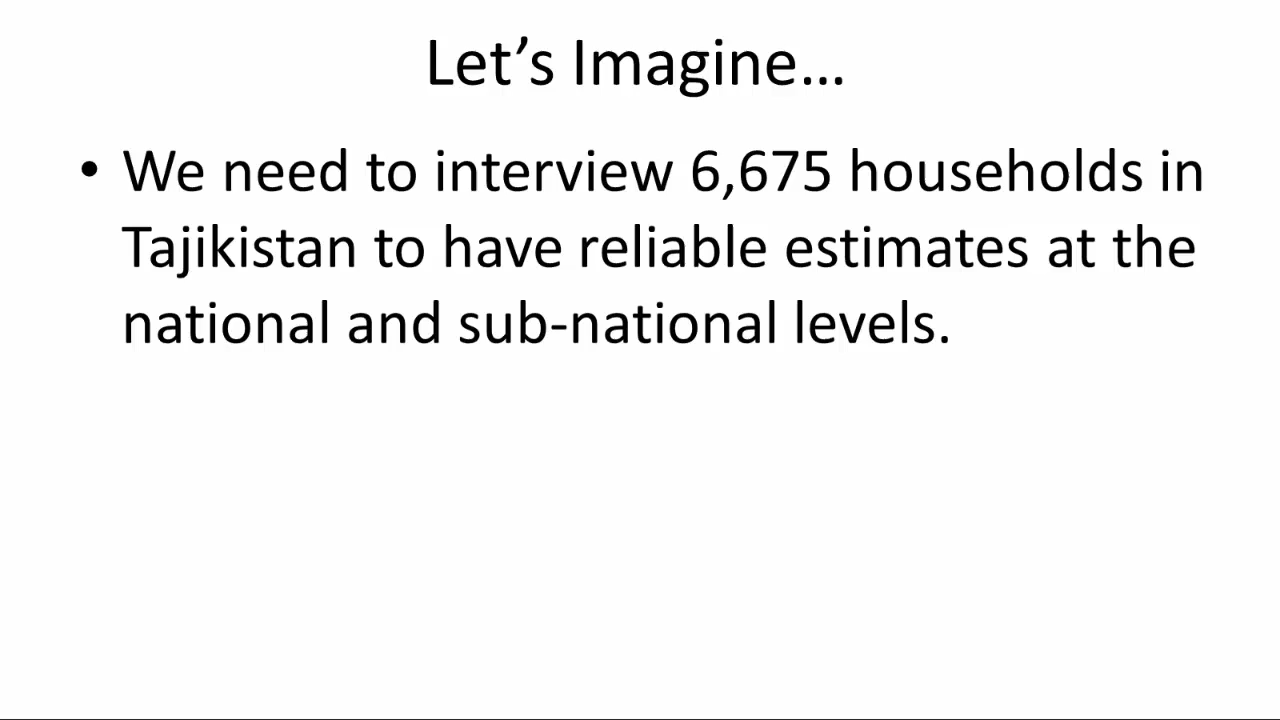 Let’s Imagine…
• We need to interview 6,675 households in
Tajikistan to have reliable estimates at the
national and sub-national levels.